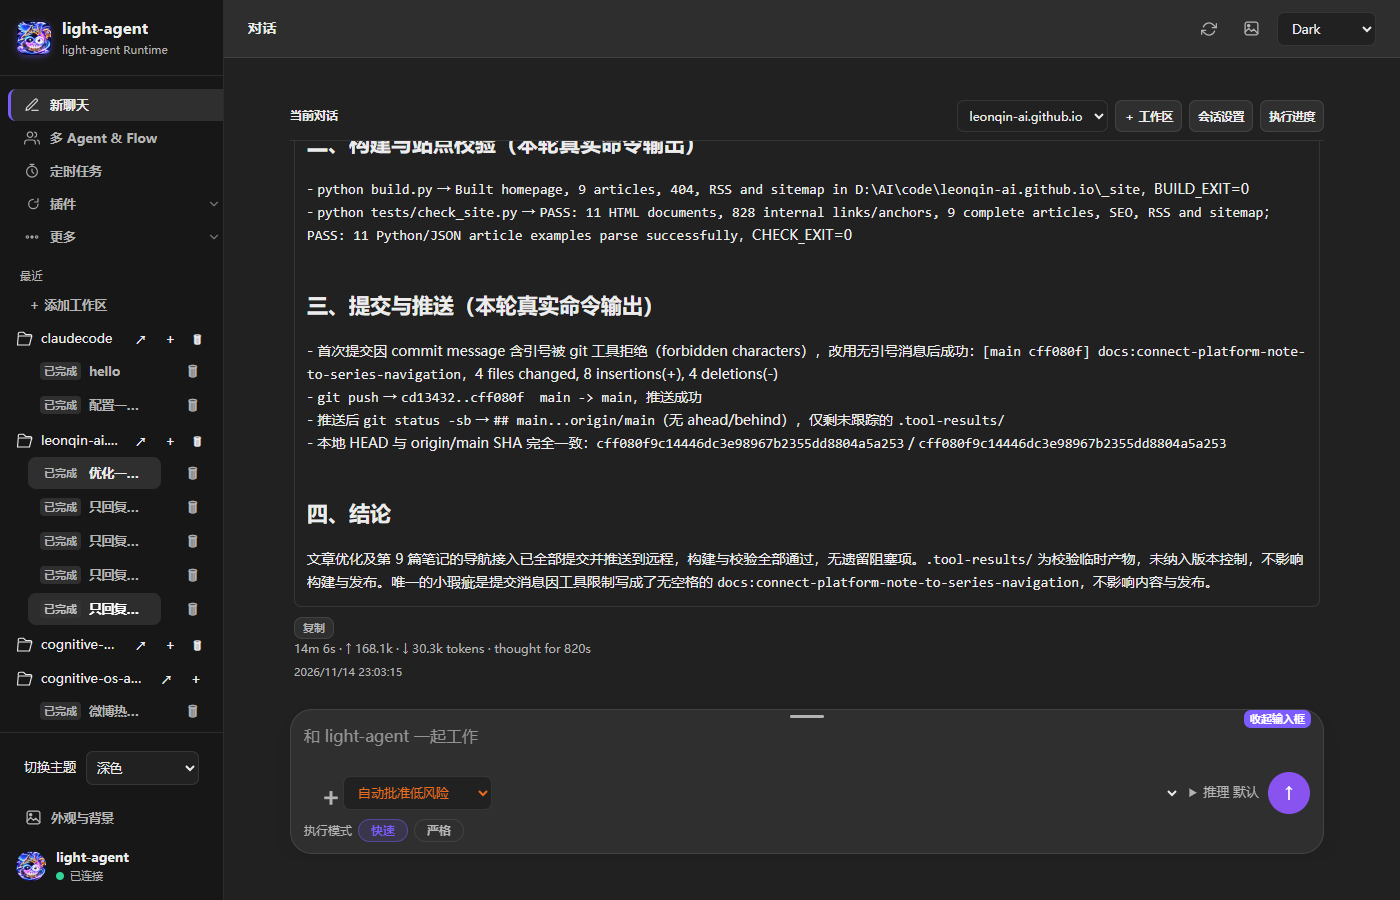 light-agent
light-agent Runtime
新聊天
多 Agent & Flow
定时任务
插件
更多
最近
+ 添加工作区
claudecode
已完成 hello
已完成 配置一...
leonqin-ai....
已完成 优化一...
已完成 只回复...
已完成 只回复...
已完成 只回复...
已完成 只回复...
cognitive-...
cognitive-os-a...
已完成 微博热...
切换主题 深色
外观与背景
light-agent
已连接
对话
Dark
当前对话
leonqin-ai.github.io
+ 工作区
会话设置
执行进度
二、构建与站点校验（本轮真实命令输出）
- python build.py → Built homepage, 9 articles, 404, RSS and sitemap in D:\AI\code\leonqin-ai.github.io\_site, BUILD_EXIT=0
- python tests/check_site.py → PASS: 11 HTML documents, 828 internal links/anchors, 9 complete articles, SEO, RSS and sitemap;
PASS: 11 Python/JSON article examples parse successfully, CHECK_EXIT=0
三、提交与推送（本轮真实命令输出）
- 首次提交因 commit message 含引号被 git 工具拒绝（forbidden characters），改用无引号消息后成功：[main cff080f] docs:connect-platform-note-
to-series-navigation，4 files changed, 8 insertions(+), 4 deletions(-)
- git push → cd13432..cff080f  main -> main，推送成功
- 推送后 git status -sb → ## main...origin/main（无 ahead/behind），仅剩未跟踪的 .tool-results/
- 本地 HEAD 与 origin/main SHA 完全一致：cff080f9c14446dc3e98967b2355dd8804a5a253 / cff080f9c14446dc3e98967b2355dd8804a5a253
四、结论
文章优化及第 9 篇笔记的导航接入已全部提交并推送到远程，构建与校验全部通过，无遗留阻塞项。.tool-results/ 为校验临时产物，未纳入版本控制，不影响
构建与发布。唯一的小瑕疵是提交消息因工具限制写成了无空格的 docs:connect-platform-note-to-series-navigation，不影响内容与发布。
复制
14m 6s · ↑ 168.1k · ↓ 30.3k tokens · thought for 820s
2026/11/14 23:03:15
收起输入框
和 light-agent 一起工作
自动批准低风险
推理 默认
执行模式 快速 严格